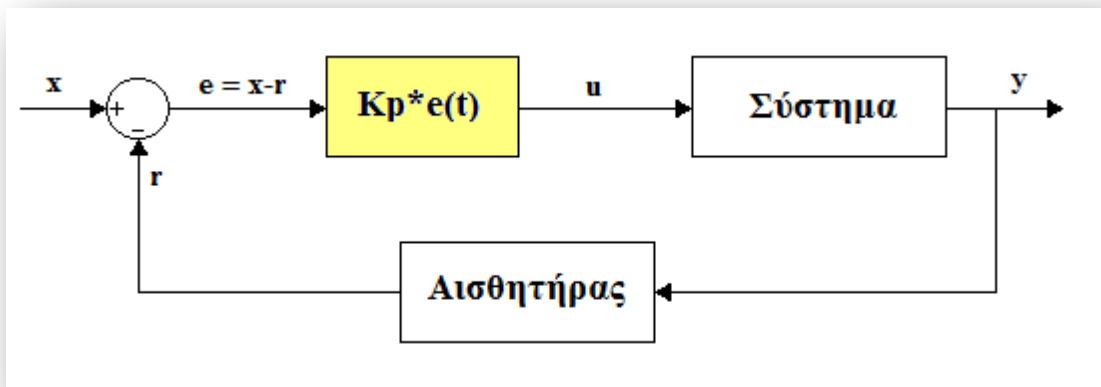 x
+
−
e = x-r
Kp*e(t)
u
Σύστημα
y
r
Αισθητήρας